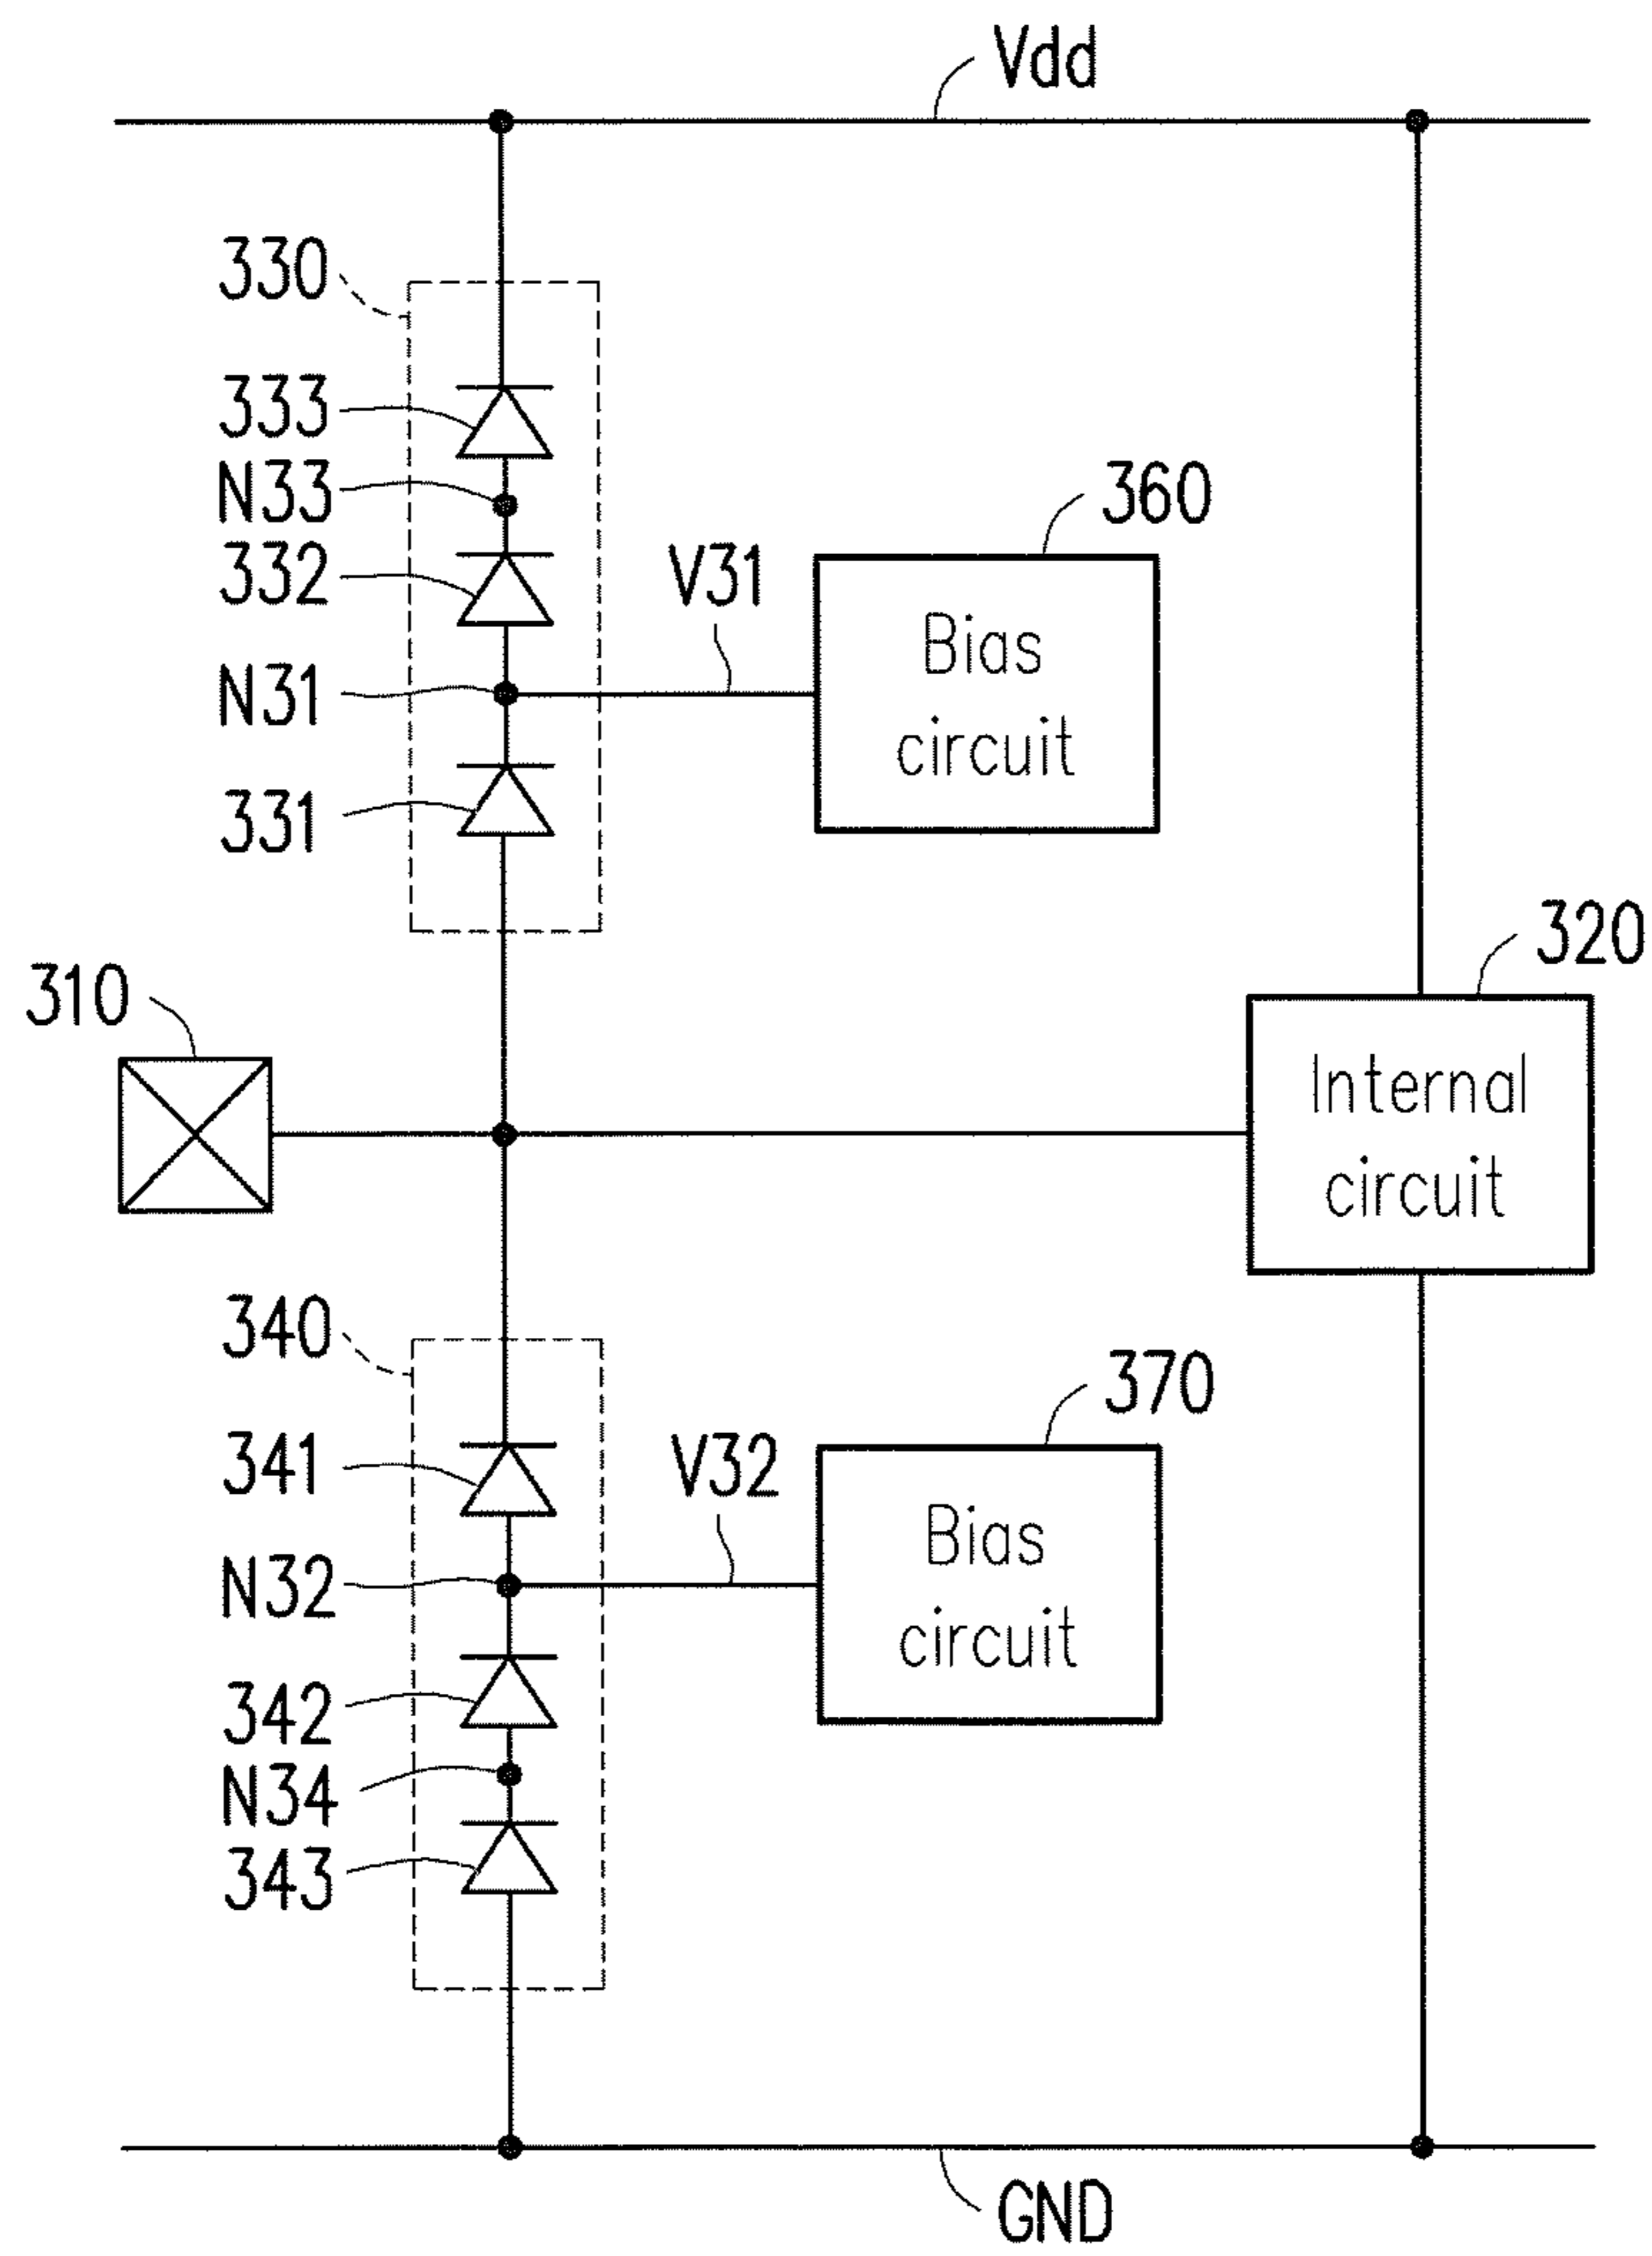 Vdd
330
333
N33
360
332
V31
Bias
circuit
N31
331
320
310
Internal
circuit
340
370
341
V32
Bias
circuit
N32
342
N34
343
GND